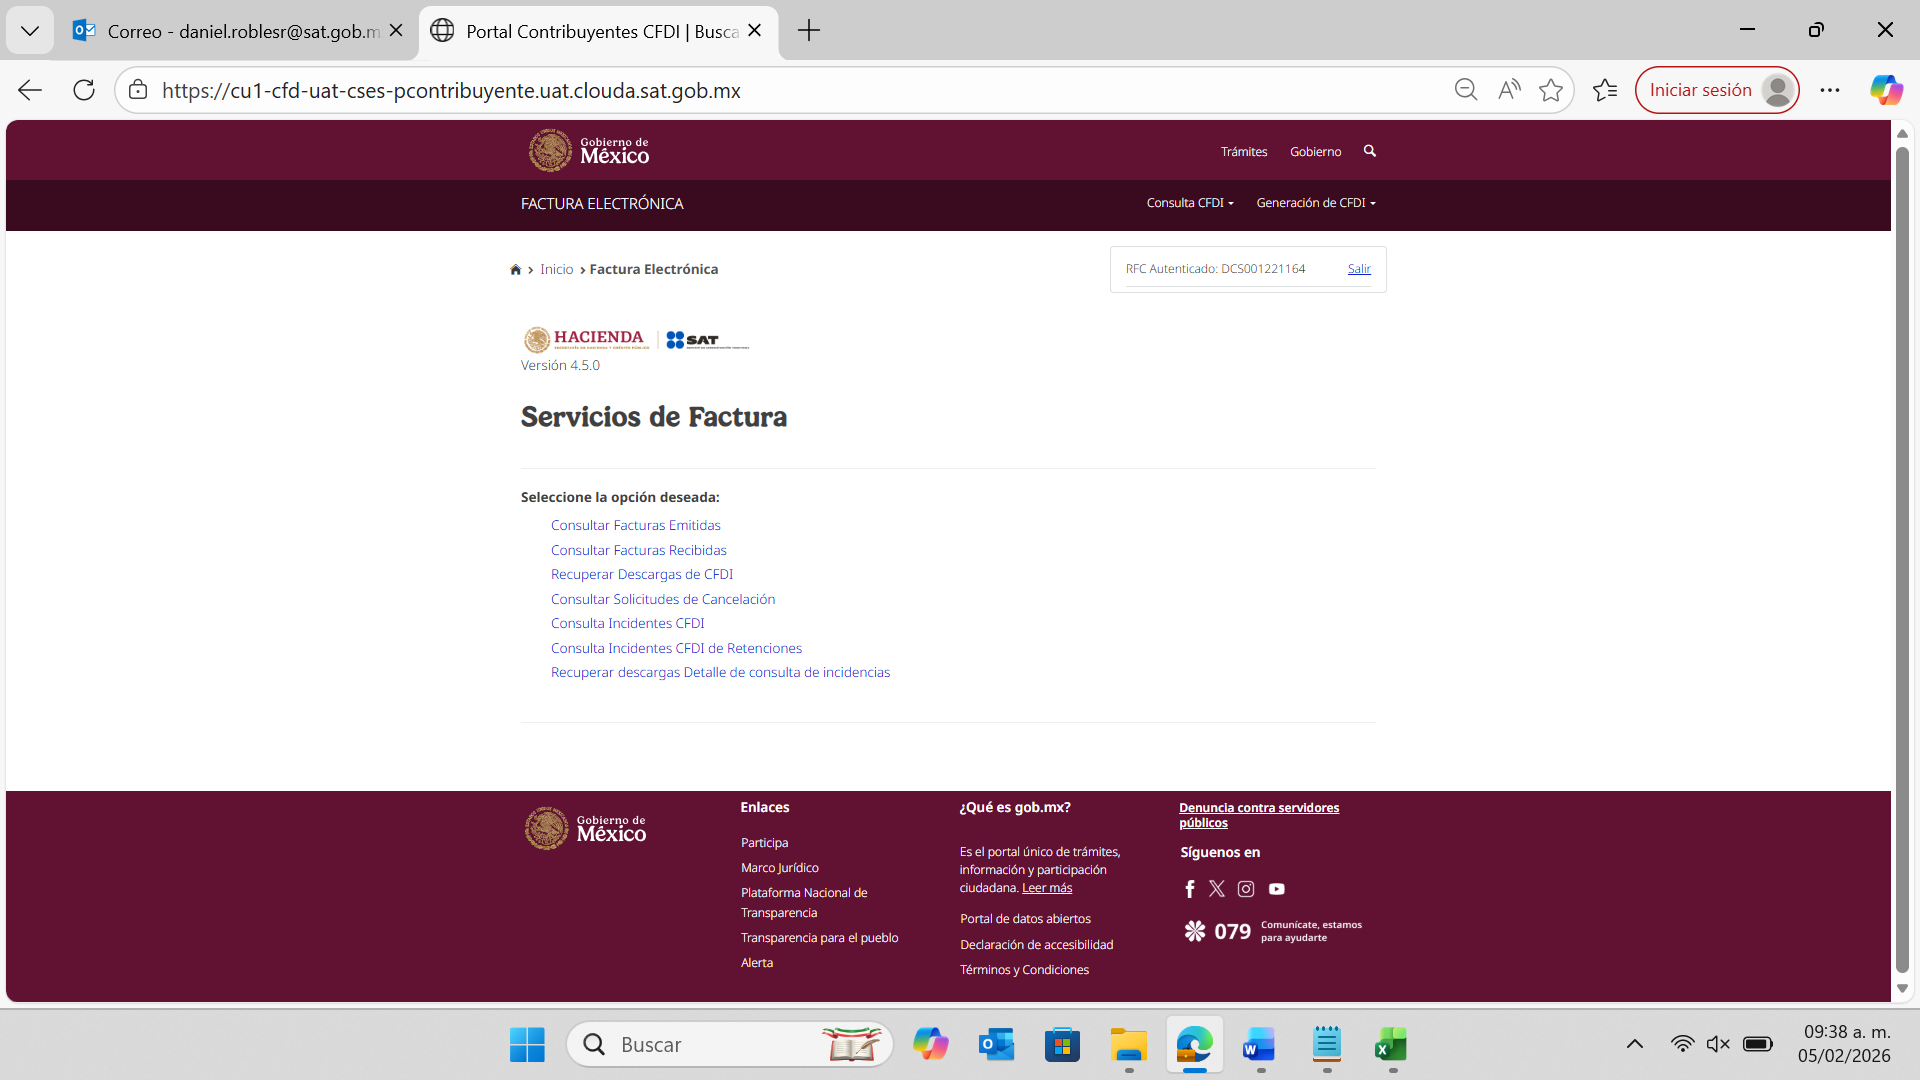 Correo - daniel.roblesr@sat.gob.m
Portal Contribuyentes CFDI | Busca
https://cu1-cfd-uat-cses-pcontribuyente.uat.clouda.sat.gob.mx
Iniciar sesión
Gobierno de
México
Trámites
Gobierno
FACTURA ELECTRÓNICA
Consulta CFDI
Generación de CFDI
Inicio
Factura Electrónica
RFC Autenticado: DCS001221164
Salir
HACIENDA
SAT
Versión 4.5.0
Servicios de Factura
Seleccione la opción deseada:
Consultar Facturas Emitidas
Consultar Facturas Recibidas
Recuperar Descargas de CFDI
Consultar Solicitudes de Cancelación
Consulta Incidentes CFDI
Consulta Incidentes CFDI de Retenciones
Recuperar descargas Detalle de consulta de incidencias
Gobierno de
México
Enlaces
Participa
Marco Jurídico
Plataforma Nacional de
Transparencia
Transparencia para el pueblo
Alerta
¿Qué es gob.mx?
Es el portal único de trámites,
información y participación
ciudadana. Leer más
Portal de datos abiertos
Declaración de accesibilidad
Términos y Condiciones
Denuncia contra servidores
públicos
Síguenos en
079
Comunícate, estamos
para ayudarte
Buscar
09:38 a. m.
05/02/2026